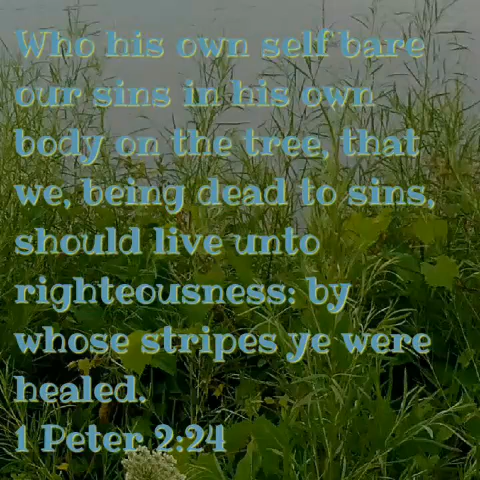 Who his own self bare
our sins in his own
body on the tree, that
we, being dead to sins,
should live unto
righteousness: by
whose stripes ye were
healed.
1 Peter 2:24